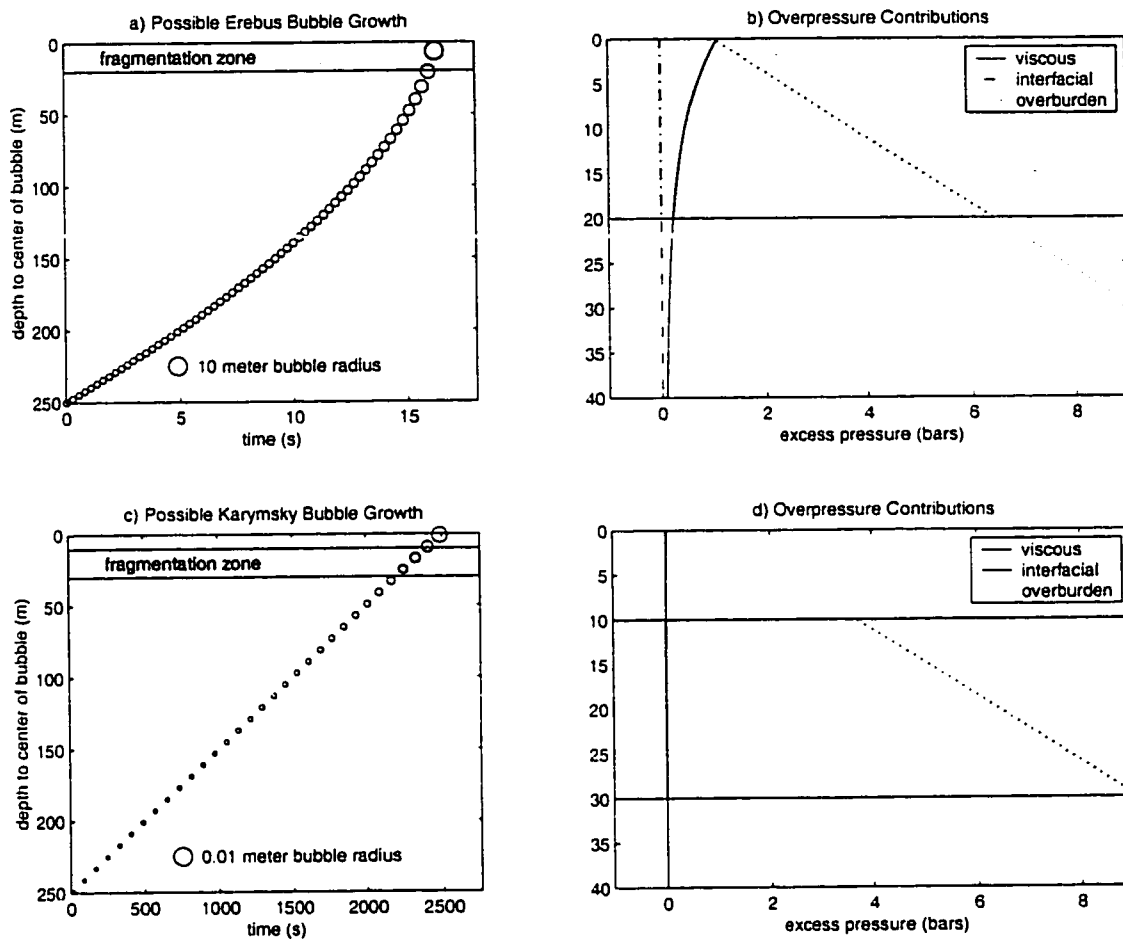 a) Possible Erebus Bubble Growth
0
50
100
150
200
250
depth to center of bubble (m)
fragmentation zone
10 meter bubble radius
0
5
10
15
time (s)
b) Overpressure Contributions
0
5
10
15
20
25
30
35
40
viscous
interfacial
overburden
0
2
4
6
8
excess pressure (bars)
c) Possible Karymsky Bubble Growth
0
50
100
150
200
250
depth to center of bubble (m)
fragmentation zone
0.01 meter bubble radius
0
500
1000
1500
2000
2500
time (s)
d) Overpressure Contributions
0
5
10
15
20
25
30
35
40
viscous
interfacial
overburden
0
2
4
6
8
excess pressure (bars)